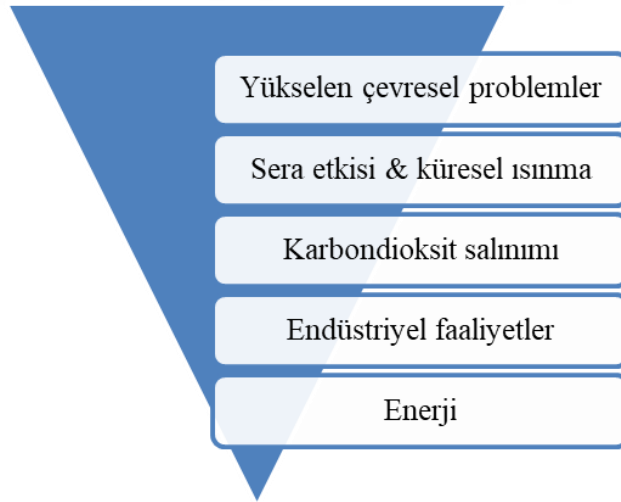 Yükselen çevresel problemler
Sera etkisi & küresel ısınma
Karbondioksit salınımı
Endüstriyel faaliyetler
Enerji